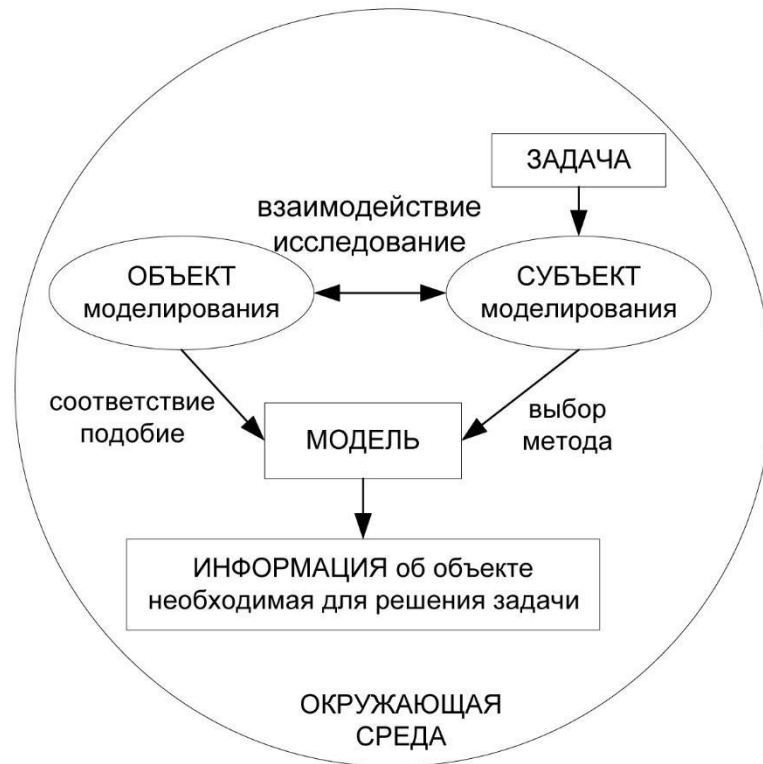 ЗАДАЧА
взаимодействие
исследование
ОБЪЕКТ
моделирования
СУБЪЕКТ
моделирования
соответствие
подобие
МОДЕЛЬ
выбор
метода
ИНФОРМАЦИЯ об объекте
необходимая для решения задачи
ОКРУЖАЮЩАЯ
СРЕДА